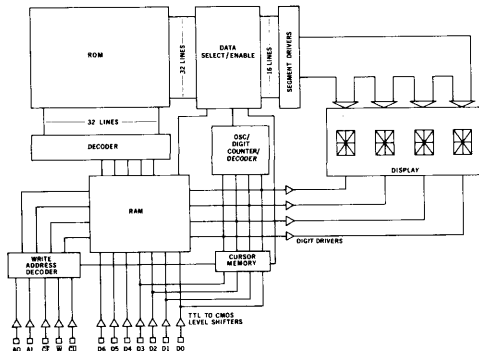 ROM
32 LINES
DATA
SELECT/ENABLE
16 LINES
SEGMENT DRIVERS
32 LINES
DECODER
OSC/
DIGIT
COUNTER/
DECODER
DISPLAY
RAM
DIGIT DRIVERS
WRITE
ADDRESS
DECODER
CURSOR
MEMORY
TTL TO CMOS
LEVEL SHIFTERS
A0 A1 CE W CU D6 D5 D4 D3 D2 D1 D0